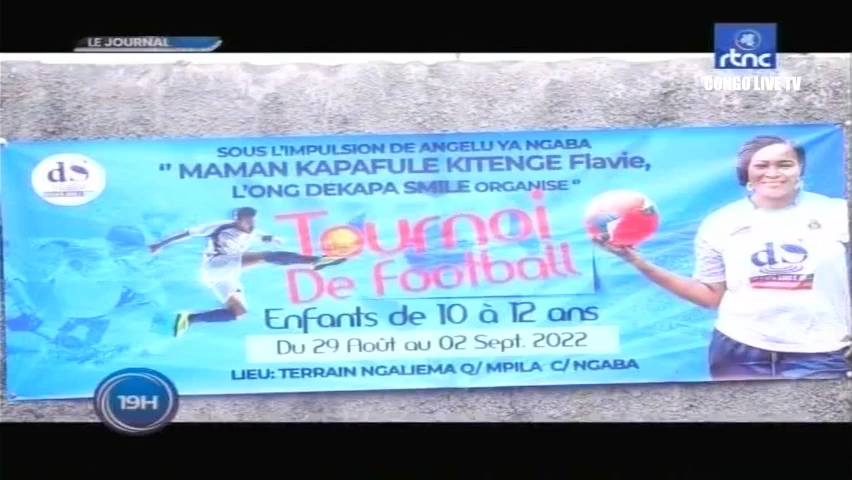 LE JOURNAL
rtnc
CONGO LIVE TV
SOUS L'IMPULSION DE ANGELU YA NGABA
" MAMAN KAPAFULE KITENGE Flavie,
L'ONG DEKAPA SMILE ORGANISE"
dS
Tournoi
De Football
Enfants de 10 à 12 ans
Du 29 Août au 02 Sept. 2022
LIEU: TERRAIN NGALIEMA Q/ MPILA C/ NGABA
dS
19H